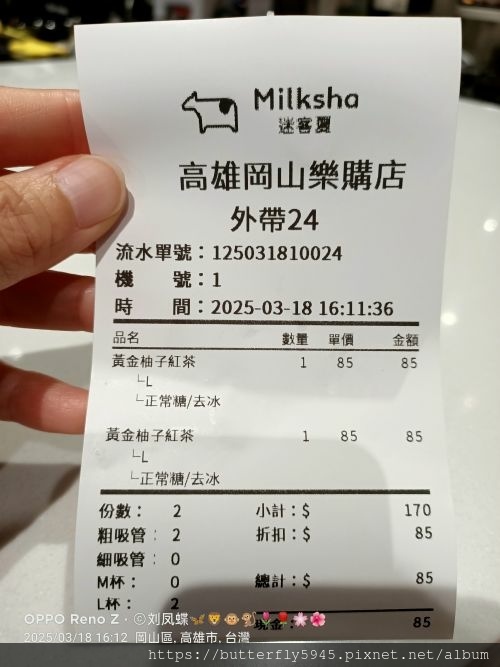 Milksha
迷客夏
高雄岡山樂購店
外帶24
流水單號：125031810024
機　　號：1
時　　間：2025-03-18 16:11:36
品名 數量 單價 金額
黃金柚子紅茶 1 85 85
└L
└正常糖/去冰
黃金柚子紅茶 1 85 85
└L
└正常糖/去冰
份數： 2 小計：$ 170
粗吸管： 2 折扣：$ 85
細吸管： 0
M杯： 0 總計：$ 85
L杯： 2
現金： 85
OPPO Reno Z · ©刘凤蝶🦋🦁🐵🐒🌷🌹🌸🌺
2025/03/18 16:12 岡山區, 高雄市, 台灣
https://butterfly5945.pixnet.net/album